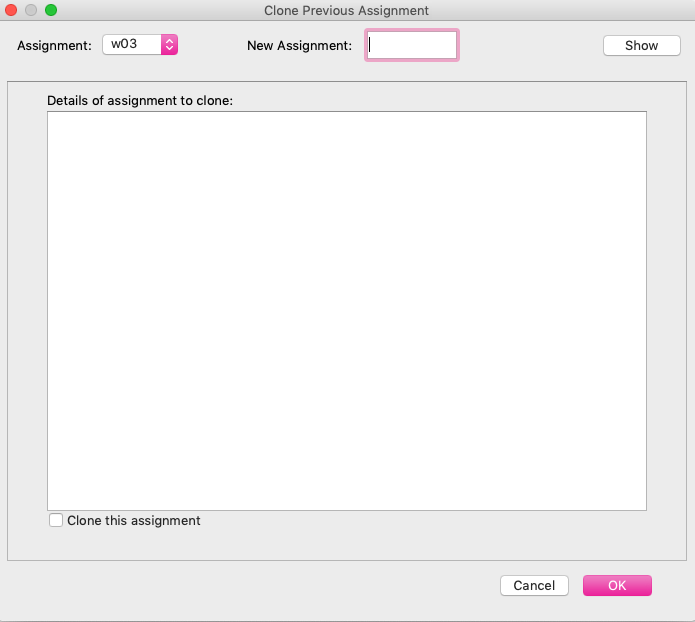 Clone Previous Assignment
Assignment: w03 New Assignment: Show
Details of assignment to clone:
Clone this assignment
Cancel OK